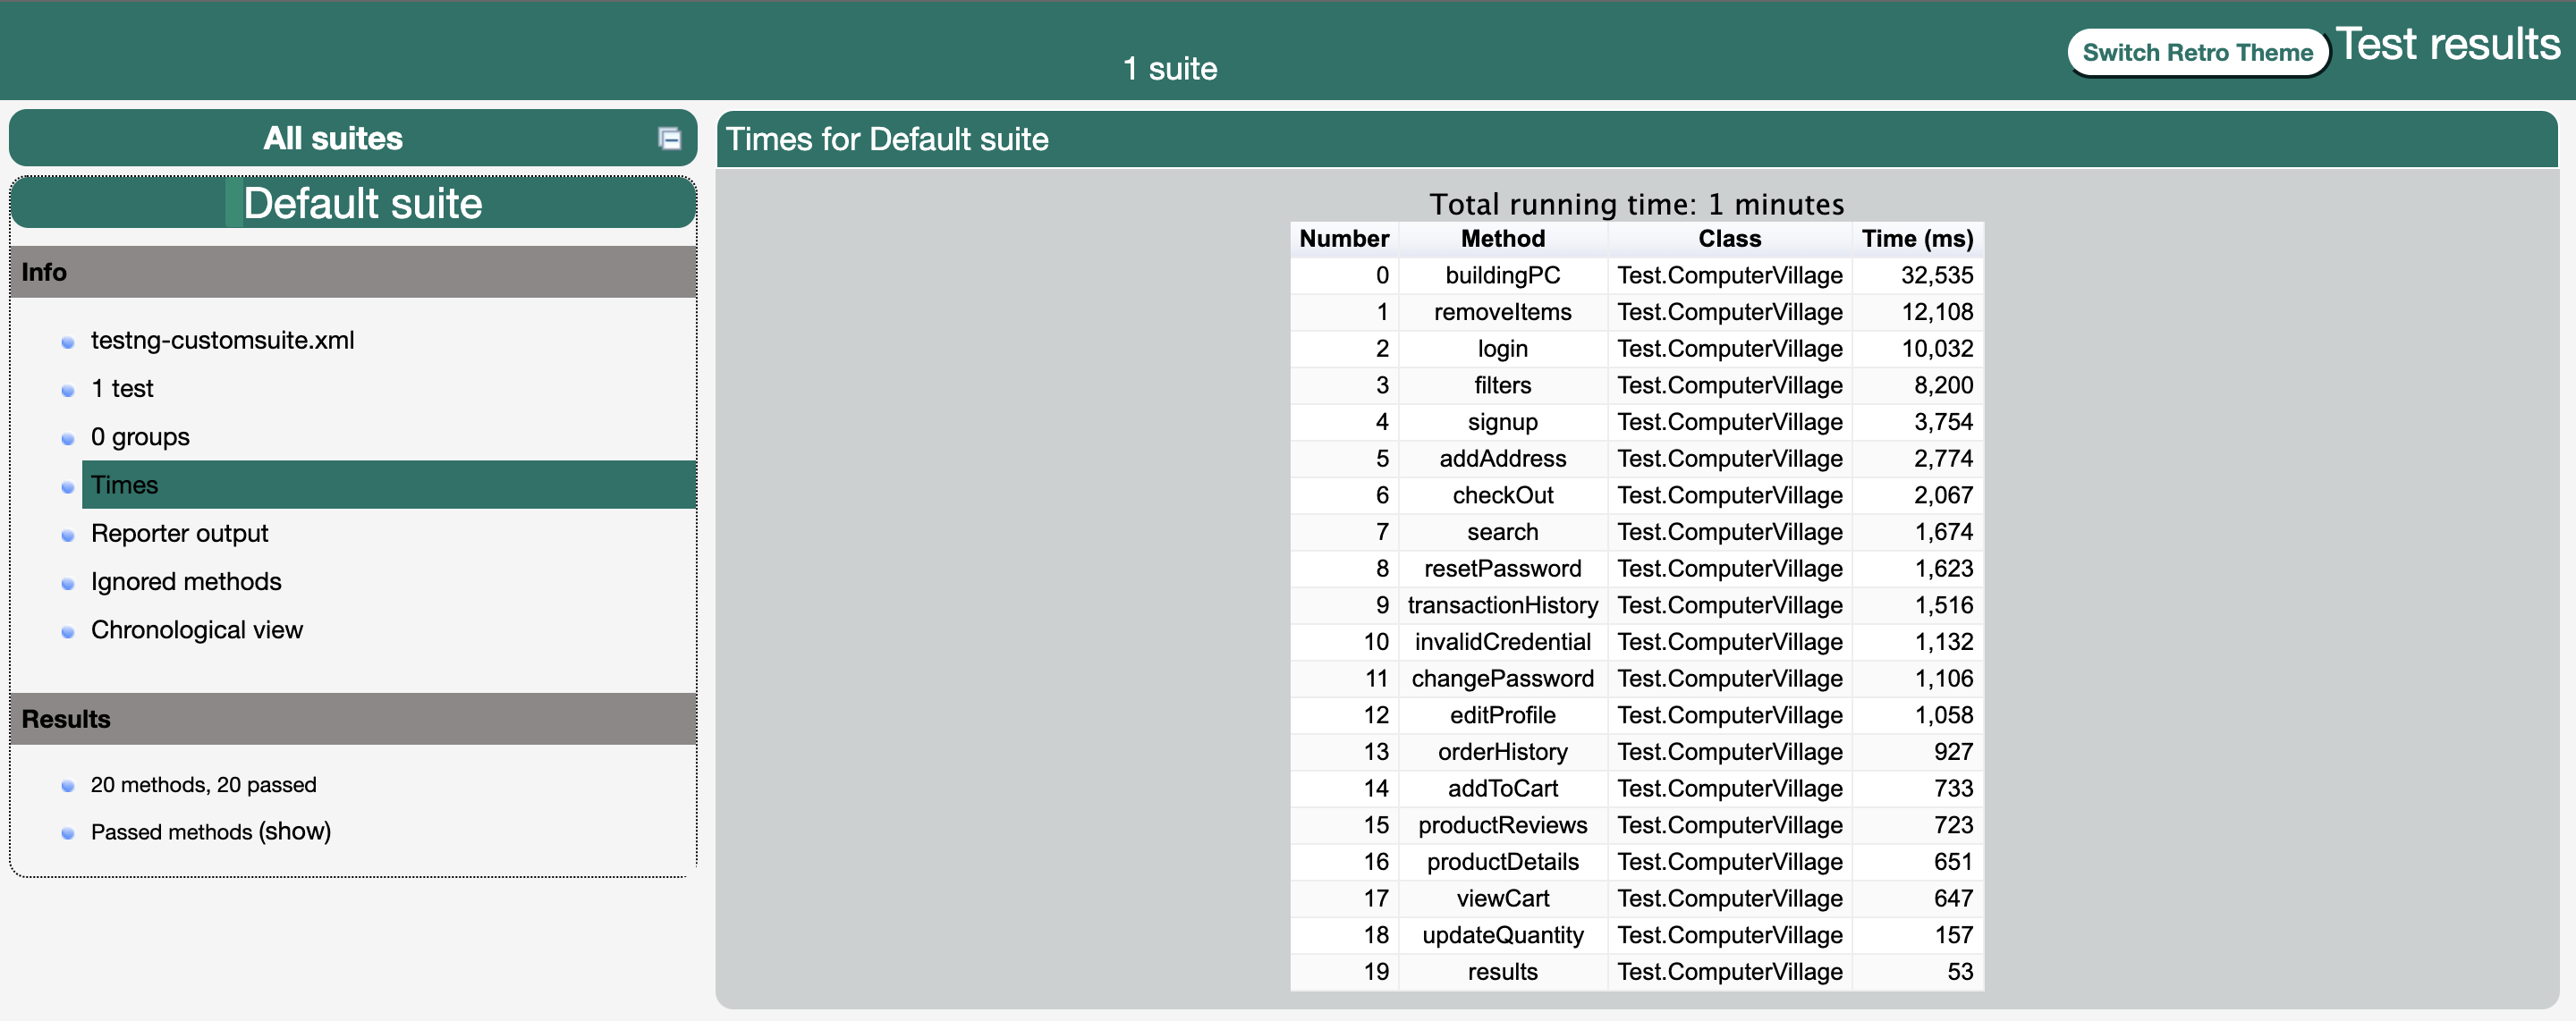 1 suite
Switch Retro Theme
Test results
All suites
Default suite
Info
testng-customsuite.xml
1 test
0 groups
Times
Reporter output
Ignored methods
Chronological view
Results
20 methods, 20 passed
Passed methods (show)
Times for Default suite
Total running time: 1 minutes
Number Method Class Time (ms)
0 buildingPC Test.ComputerVillage 32,535
1 removeItems Test.ComputerVillage 12,108
2 login Test.ComputerVillage 10,032
3 filters Test.ComputerVillage 8,200
4 signup Test.ComputerVillage 3,754
5 addAddress Test.ComputerVillage 2,774
6 checkOut Test.ComputerVillage 2,067
7 search Test.ComputerVillage 1,674
8 resetPassword Test.ComputerVillage 1,623
9 transactionHistory Test.ComputerVillage 1,516
10 invalidCredential Test.ComputerVillage 1,132
11 changePassword Test.ComputerVillage 1,106
12 editProfile Test.ComputerVillage 1,058
13 orderHistory Test.ComputerVillage 927
14 addToCart Test.ComputerVillage 733
15 productReviews Test.ComputerVillage 723
16 productDetails Test.ComputerVillage 651
17 viewCart Test.ComputerVillage 647
18 updateQuantity Test.ComputerVillage 157
19 results Test.ComputerVillage 53